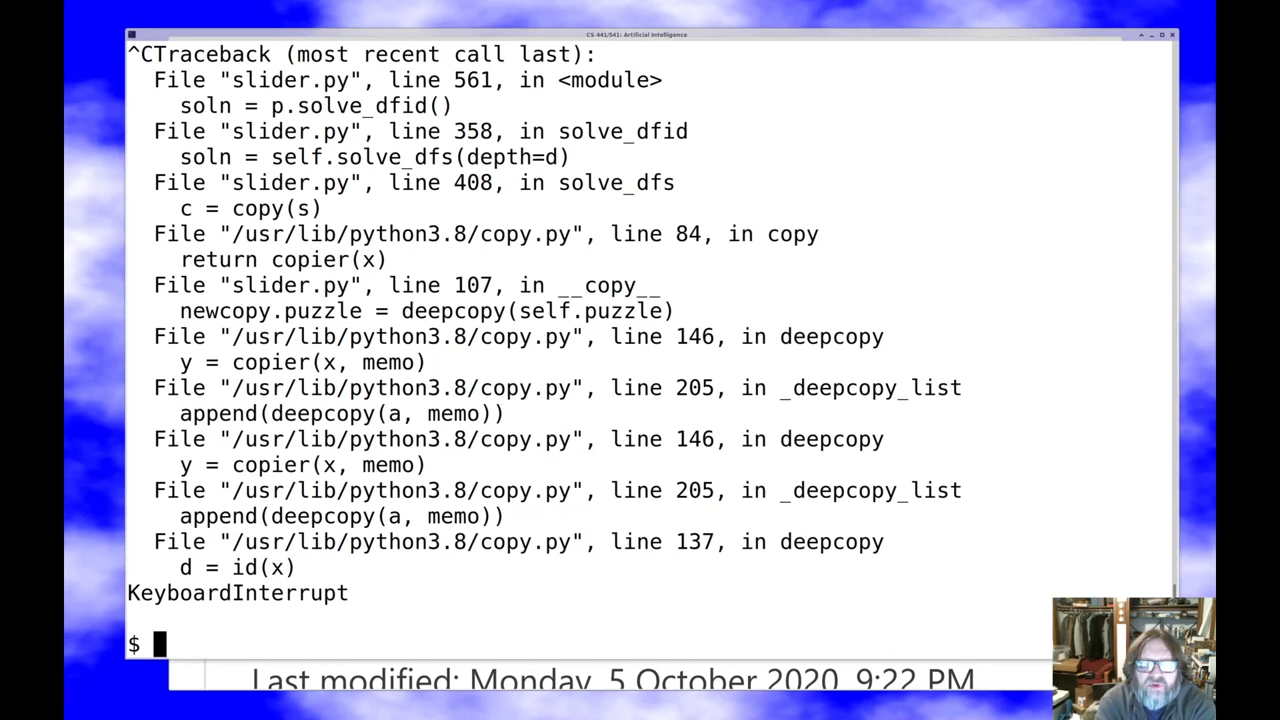 CS 441/541: Artificial Intelligence
^CTraceback (most recent call last):
  File "slider.py", line 561, in <module>
    soln = p.solve_dfid()
  File "slider.py", line 358, in solve_dfid
    soln = self.solve_dfs(depth=d)
  File "slider.py", line 408, in solve_dfs
    c = copy(s)
  File "/usr/lib/python3.8/copy.py", line 84, in copy
    return copier(x)
  File "slider.py", line 107, in __copy__
    newcopy.puzzle = deepcopy(self.puzzle)
  File "/usr/lib/python3.8/copy.py", line 146, in deepcopy
    y = copier(x, memo)
  File "/usr/lib/python3.8/copy.py", line 205, in _deepcopy_list
    append(deepcopy(a, memo))
  File "/usr/lib/python3.8/copy.py", line 146, in deepcopy
    y = copier(x, memo)
  File "/usr/lib/python3.8/copy.py", line 205, in _deepcopy_list
    append(deepcopy(a, memo))
  File "/usr/lib/python3.8/copy.py", line 137, in deepcopy
    d = id(x)
KeyboardInterrupt
$
Last modified: Monday, 5 October 2020, 9:22 PM